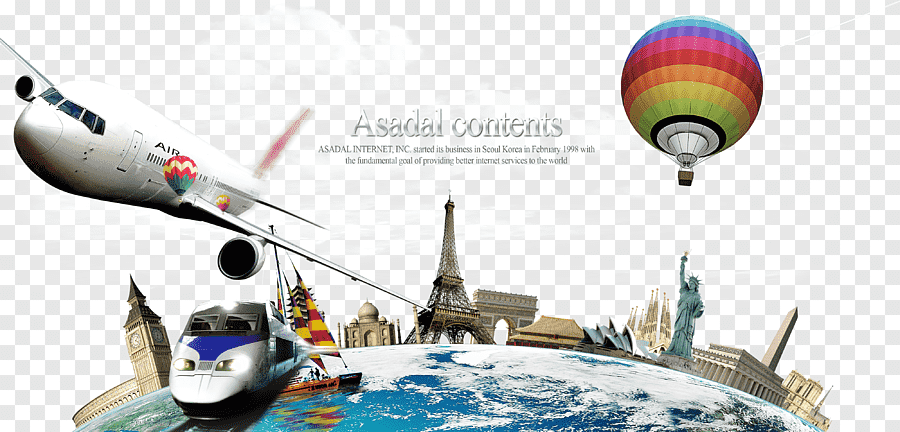 Asadal contents
ASADAL INTERNET, INC. started its business in Seoul Korea in February 1998 with
the fundamental goal of providing better internet services to the world
AIR